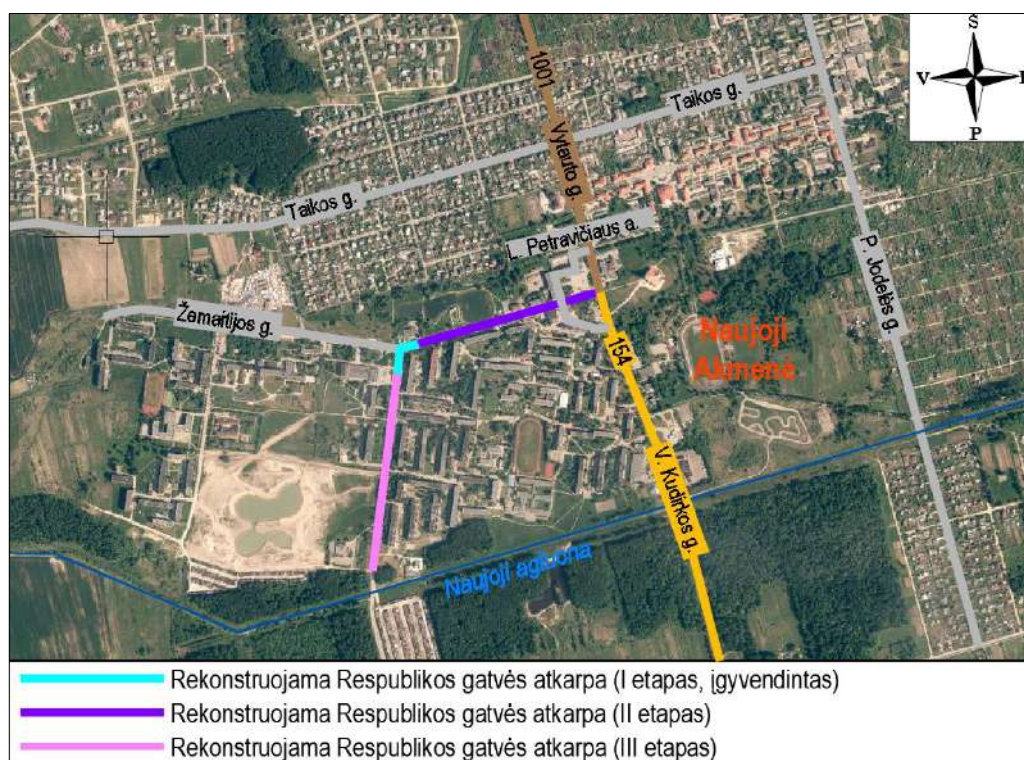 Š
V
P
1001
Taikos g.
Vytauto g.
Taikos g.
L. Petravičiaus a.
P. Jodelės g.
Žemaitijos g.
154
Naujoji
Akmenė
V. Kudirkos g.
Naujoji agluona
Rekonstruojama Respublikos gatvės atkarpa (I etapas, įgyvendintas)
Rekonstruojama Respublikos gatvės atkarpa (II etapas)
Rekonstruojama Respublikos gatvės atkarpa (III etapas)